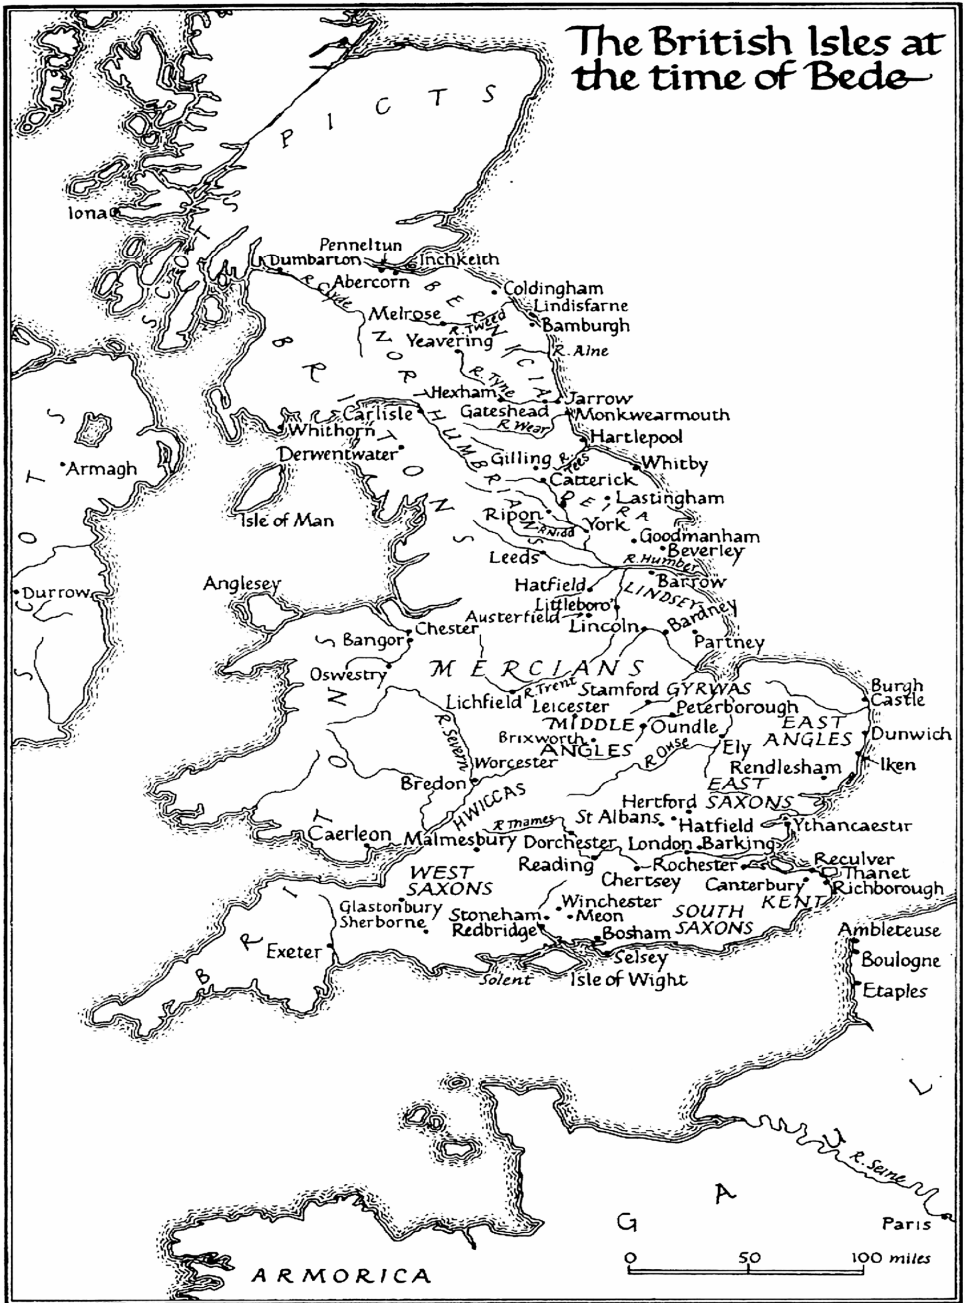 The British Isles at
the time of Bede
PICTS
Iona
SCOTS
Penneltun
Dumbarton
Inchkeith
Abercorn
R. Clyde
BERNICIA
Coldingham
Lindisfarne
Melrose
R. Tweed
Bamburgh
Yeavering
R. Alne
NORTHUMBRIANS
BRITONS
R. Tyne
Hexham
Jarrow
Carlisle
Gateshead
Monkwearmouth
R. Wear
Whithorn
Hartlepool
Derwentwater
Gilling
R. Tees
Whitby
Armagh
Catterick
DEIRA
Lastingham
Isle of Man
Ripon
York
R. Nidd
Goodmanham
Beverley
SCOTS
Leeds
R. Humber
Durrow
Anglesey
Hatfield
Barrow
LINDSEY
Littleboro'
Austerfield
Bardney
Chester
Lincoln
Bangor
Partney
Oswestry
MERCIANS
Lichfield
R. Trent
Stamford
GYRWAS
Burgh
Castle
Leicester
Peterborough
R. Severn
MIDDLE
ANGLES
Oundle
EAST
ANGLES
Dunwich
Brixworth
R. Ouse
Ely
Worcester
Rendlesham
Iken
Bredon
EAST
SAXONS
HWICCAS
Hertford
St Albans
Hatfield
Ythancaestir
R. Thames
Caerleon
Malmesbury
Dorchester
London
Barking
Reading
Rochester
Reculver
Thanet
WEST
SAXONS
Chertsey
Canterbury
Richborough
KENT
BRITONS
Glastonbury
Winchester
Sherborne
Stoneham
Meon
SOUTH
SAXONS
Redbridge
Bosham
Ambleteuse
Exeter
Selsey
Boulogne
Solent
Isle of Wight
Etaples
R. Seine
GAUL
Paris
ARMORICA
0 50 100 miles